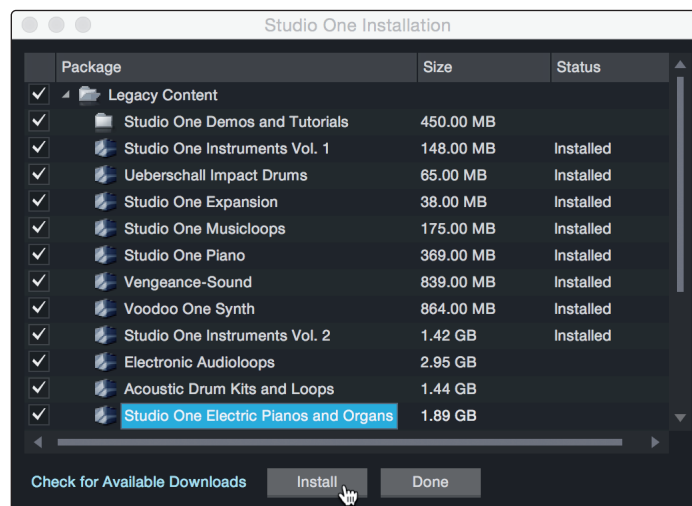 Studio One Installation
Package Size Status
Legacy Content
Studio One Demos and Tutorials 450.00 MB
Studio One Instruments Vol. 1 148.00 MB Installed
Ueberschall Impact Drums 65.00 MB Installed
Studio One Expansion 38.00 MB Installed
Studio One Musicloops 175.00 MB Installed
Studio One Piano 369.00 MB Installed
Vengeance-Sound 839.00 MB Installed
Voodoo One Synth 864.00 MB Installed
Studio One Instruments Vol. 2 1.42 GB Installed
Electronic Audioloops 2.95 GB
Acoustic Drum Kits and Loops 1.44 GB
Studio One Electric Pianos and Organs 1.89 GB
Check for Available Downloads Install Done